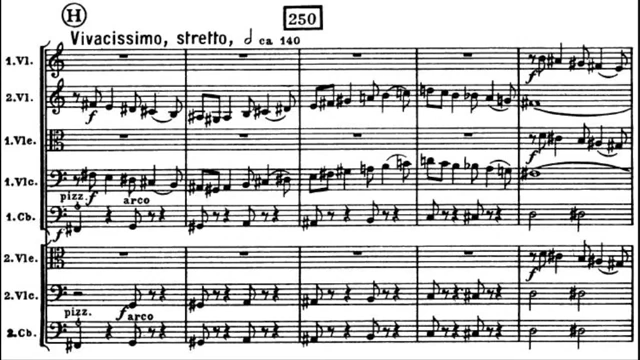 H 250
Vivacissimo, stretto, ca 140
1.Vl.
2.Vl.
f
1.Vle.
f
1.Vlc.
f
pizz. arco
1.Cb.
f
2.Vle.
f
2.Vlc.
f
pizz. arco
2.Cb.